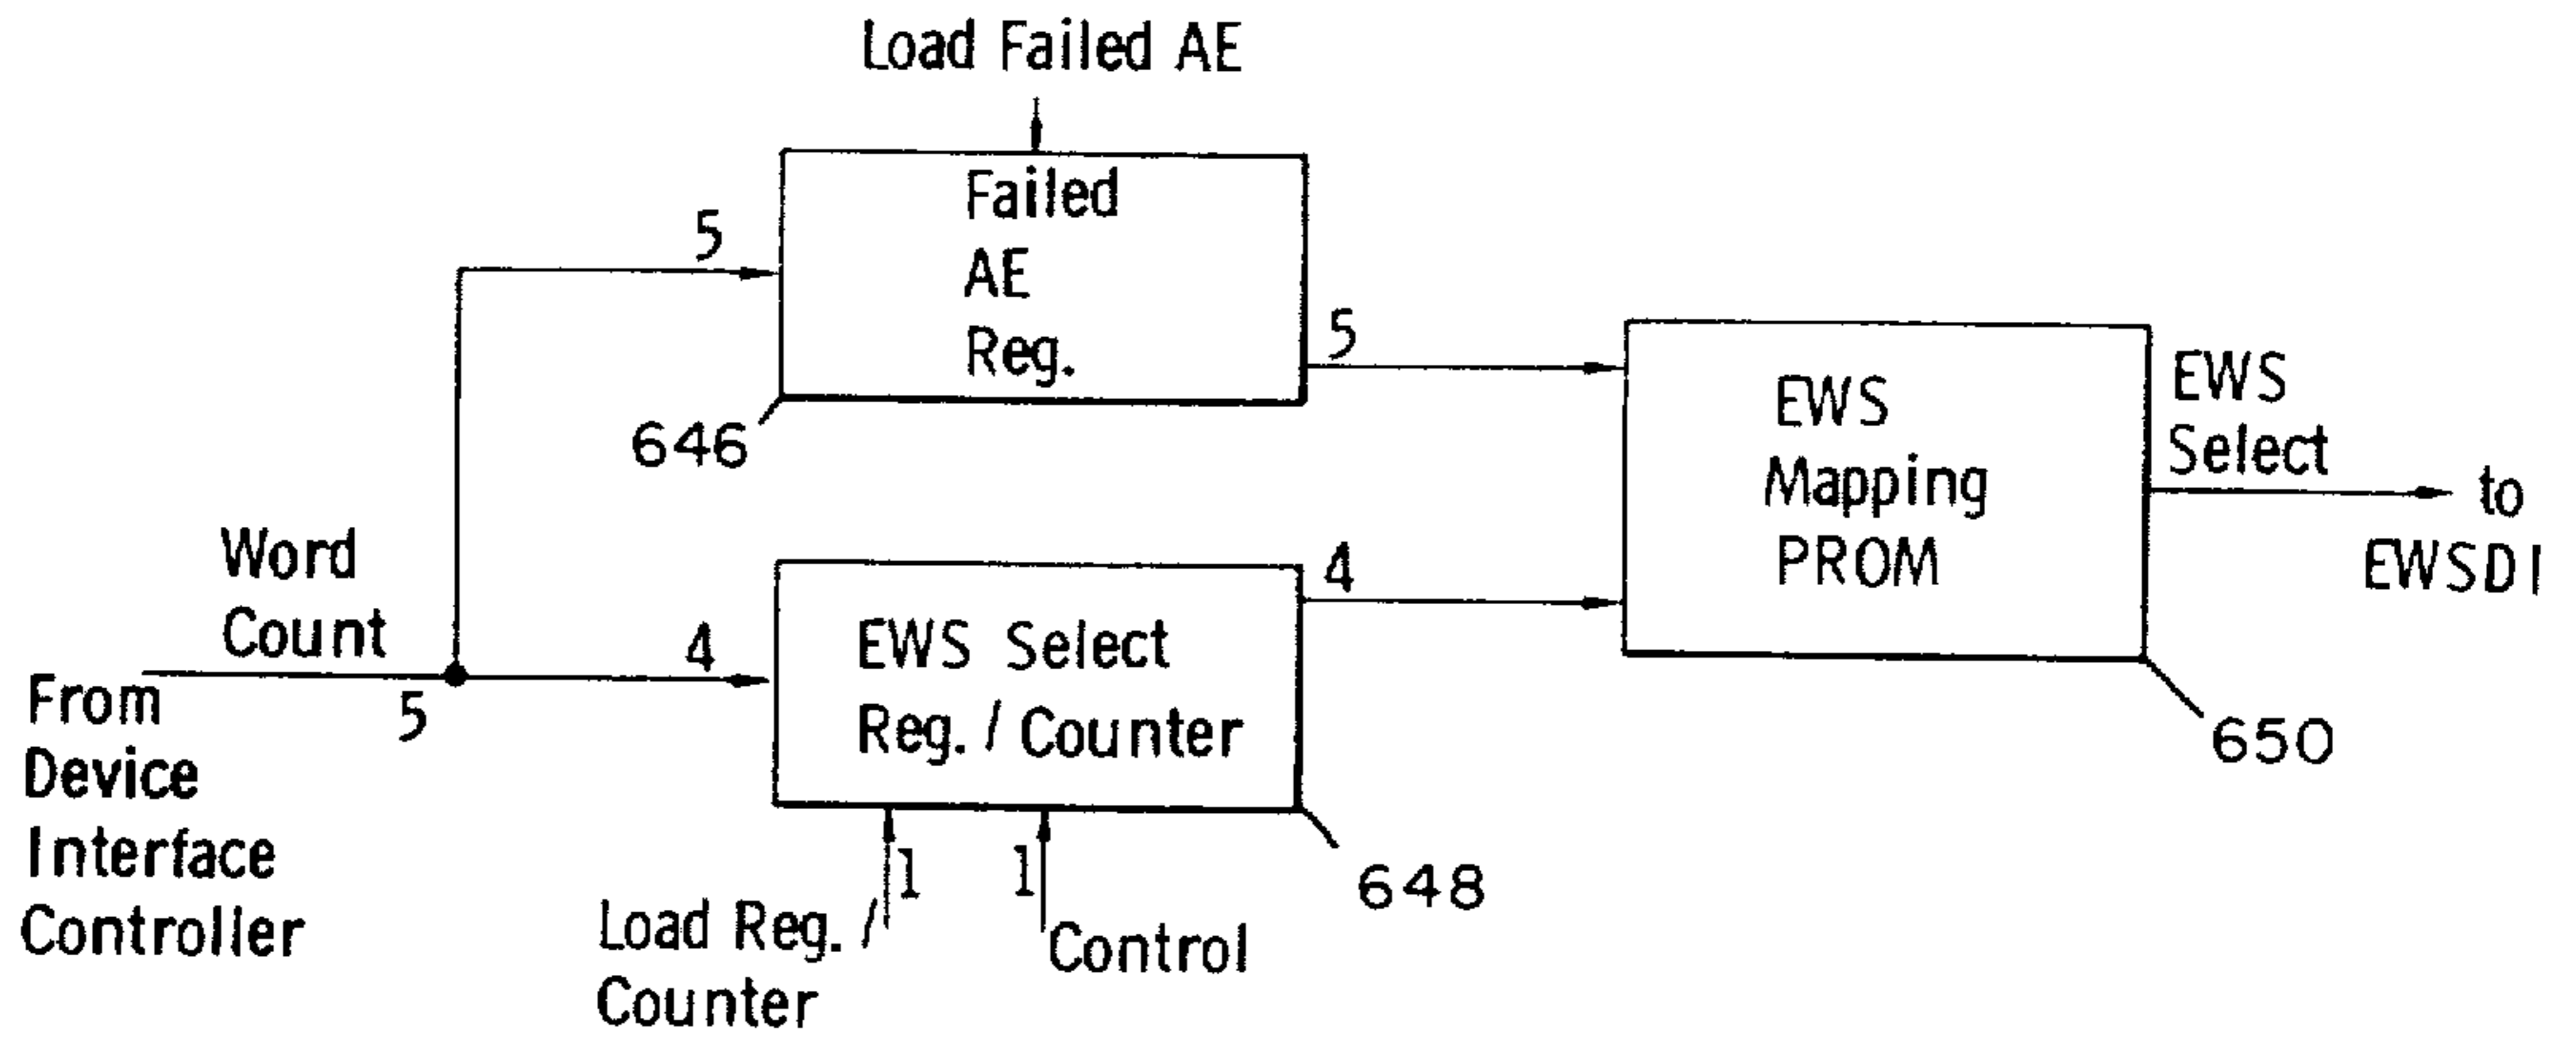 Load Failed AE
Failed
AE
Reg.
5
5
646
EWS
Mapping
PROM
EWS
Select
to
EWSDI
650
Word
Count
5
From
Device
Interface
Controller
4
EWS Select
Reg. / Counter
4
648
1
1
Load Reg. /
Counter
Control